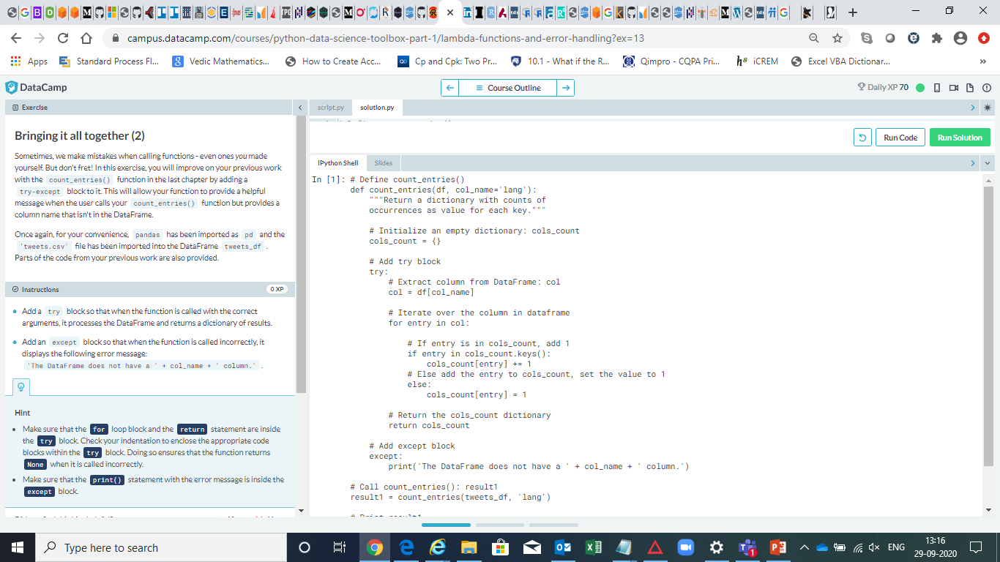 campus.datacamp.com/courses/python-data-science-toolbox-part-1/lambda-functions-and-error-handling?ex=13
Apps Standard Process Fl... Vedic Mathematics... How to Create Acc... Cp and Cpk: Two Pr... 10.1 - What if the R... Qimpro - CQPA Pri... iCREM Excel VBA Dictionar... »
DataCamp
Course Outline
Daily XP 70
Exercise
script.py solution.py
Bringing it all together (2)
Sometimes, we make mistakes when calling functions - even ones you made
yourself. But don't fret! In this exercise, you will improve on your previous work
with the count_entries() function in the last chapter by adding a
try-except block to it. This will allow your function to provide a helpful
message when the user calls your count_entries() function but provides a
column name that isn't in the DataFrame.
Once again, for your convenience, pandas has been imported as pd and the
'tweets.csv' file has been imported into the DataFrame tweets_df .
Parts of the code from your previous work are also provided.
Instructions
0 XP
Add a try block so that when the function is called with the correct
arguments, it processes the DataFrame and returns a dictionary of results.
Add an except block so that when the function is called incorrectly, it
displays the following error message:
'The DataFrame does not have a ' + col_name + ' column.' .
Hint
Make sure that the for loop block and the return statement are inside
the try block. Check your indentation to enclose the appropriate code
blocks within the try block. Doing so ensures that the function returns
None when it is called incorrectly.
Make sure that the print() statement with the error message is inside the
except block.
Run Code
Run Solution
IPython Shell Slides
In [1]: # Define count_entries()
def count_entries(df, col_name='lang'):
"""Return a dictionary with counts of
occurrences as value for each key."""
# Initialize an empty dictionary: cols_count
cols_count = {}
# Add try block
try:
# Extract column from DataFrame: col
col = df[col_name]
# Iterate over the column in dataframe
for entry in col:
# If entry is in cols_count, add 1
if entry in cols_count.keys():
cols_count[entry] += 1
# Else add the entry to cols_count, set the value to 1
else:
cols_count[entry] = 1
# Return the cols_count dictionary
return cols_count
# Add except block
except:
print('The DataFrame does not have a ' + col_name + ' column.')
# Call count_entries(): result1
result1 = count_entries(tweets_df, 'lang')
# Print result1
Type here to search
ENG
13:16
29-09-2020